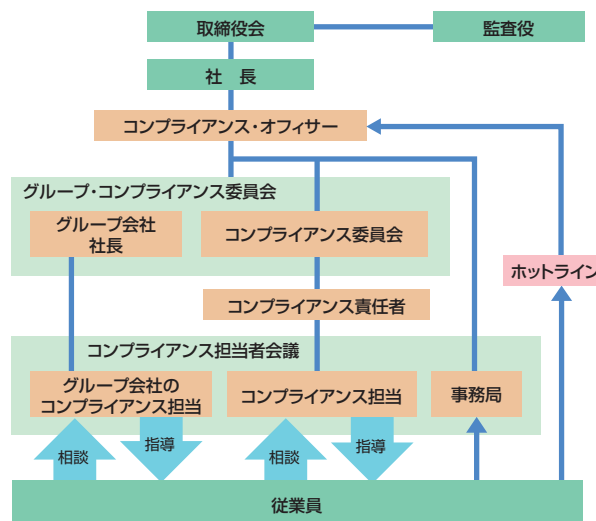 取締役会
監査役
社　長
コンプライアンス・オフィサー
グループ・コンプライアンス委員会
グループ会社
社長
コンプライアンス委員会
ホットライン
コンプライアンス責任者
コンプライアンス担当者会議
グループ会社の
コンプライアンス担当
コンプライアンス担当
事務局
相談
指導
相談
指導
従業員